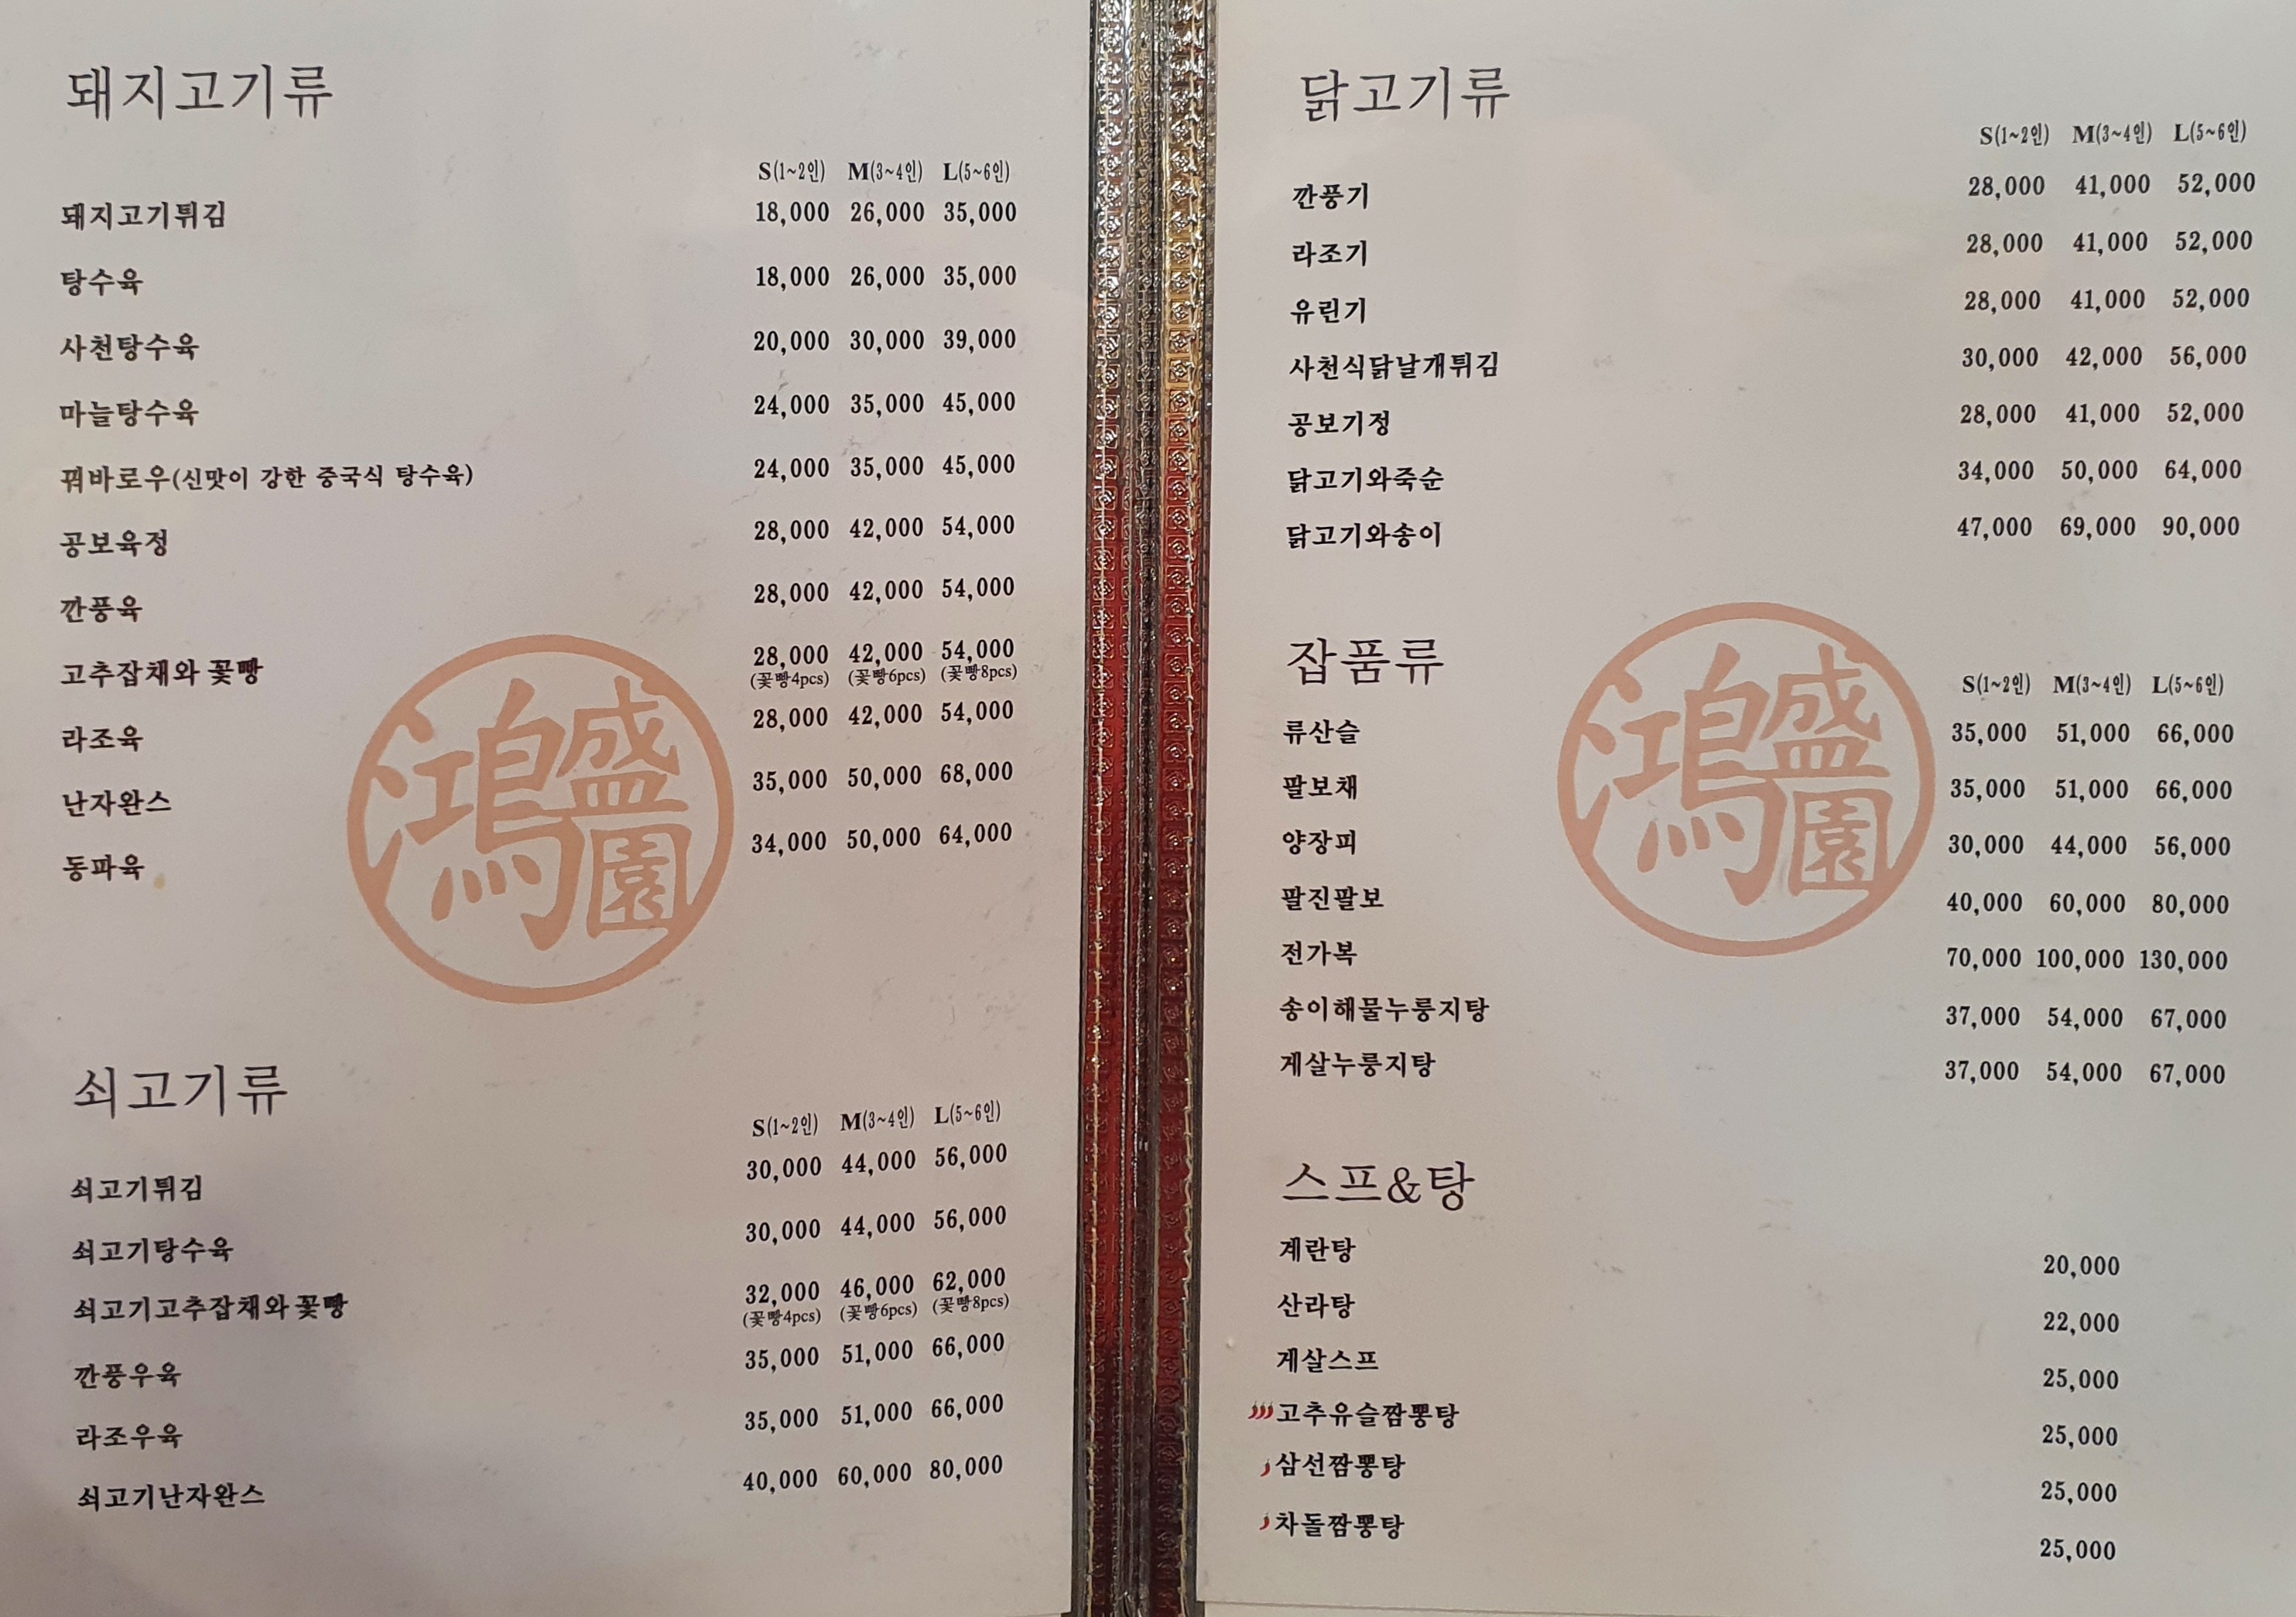 돼지고기류
S(1~2인) M(3~4인) L(5~6인)
돼지고기튀김 18,000 26,000 35,000
탕수육 18,000 26,000 35,000
사천탕수육 20,000 30,000 39,000
마늘탕수육 24,000 35,000 45,000
꿔바로우(신맛이 강한 중국식 탕수육) 24,000 35,000 45,000
공보육정 28,000 42,000 54,000
깐풍육 28,000 42,000 54,000
고추잡채와 꽃빵 28,000 42,000 54,000
(꽃빵4pcs) (꽃빵6pcs) (꽃빵8pcs)
라조육 28,000 42,000 54,000
난자완스 35,000 50,000 68,000
동파육 34,000 50,000 64,000
鴻盛園
쇠고기류
S(1~2인) M(3~4인) L(5~6인)
쇠고기튀김 30,000 44,000 56,000
쇠고기탕수육 30,000 44,000 56,000
쇠고기고추잡채와 꽃빵 32,000 46,000 62,000
(꽃빵4pcs) (꽃빵6pcs) (꽃빵8pcs)
깐풍우육 35,000 51,000 66,000
라조우육 35,000 51,000 66,000
쇠고기난자완스 40,000 60,000 80,000
닭고기류
S(1~2인) M(3~4인) L(5~6인)
깐풍기 28,000 41,000 52,000
라조기 28,000 41,000 52,000
유린기 28,000 41,000 52,000
사천식닭날개튀김 30,000 42,000 56,000
공보기정 28,000 41,000 52,000
닭고기와죽순 34,000 50,000 64,000
닭고기와송이 47,000 69,000 90,000
잡품류
S(1~2인) M(3~4인) L(5~6인)
류산슬 35,000 51,000 66,000
팔보채 35,000 51,000 66,000
양장피 30,000 44,000 56,000
팔진팔보 40,000 60,000 80,000
전가복 70,000 100,000 130,000
송이해물누룽지탕 37,000 54,000 67,000
게살누룽지탕 37,000 54,000 67,000
鴻盛園
스프&탕
계란탕 20,000
산라탕 22,000
게살스프 25,000
고추유슬짬뽕탕 25,000
삼선짬뽕탕 25,000
차돌짬뽕탕 25,000